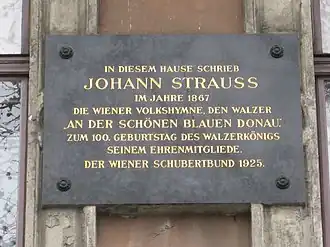 IN DIESEM HAUSE SCHRIEB
JOHANN STRAUSS
IM JAHRE 1867
DIE WIENER VOLKSHYMNE, DEN WALZER
„AN DER SCHÖNEN BLAUEN DONAU.“
ZUM 100. GEBURTSTAG DES WALZERKÖNIGS
SEINEM EHRENMITGLIEDE.
DER WIENER SCHUBERTBUND 1925.